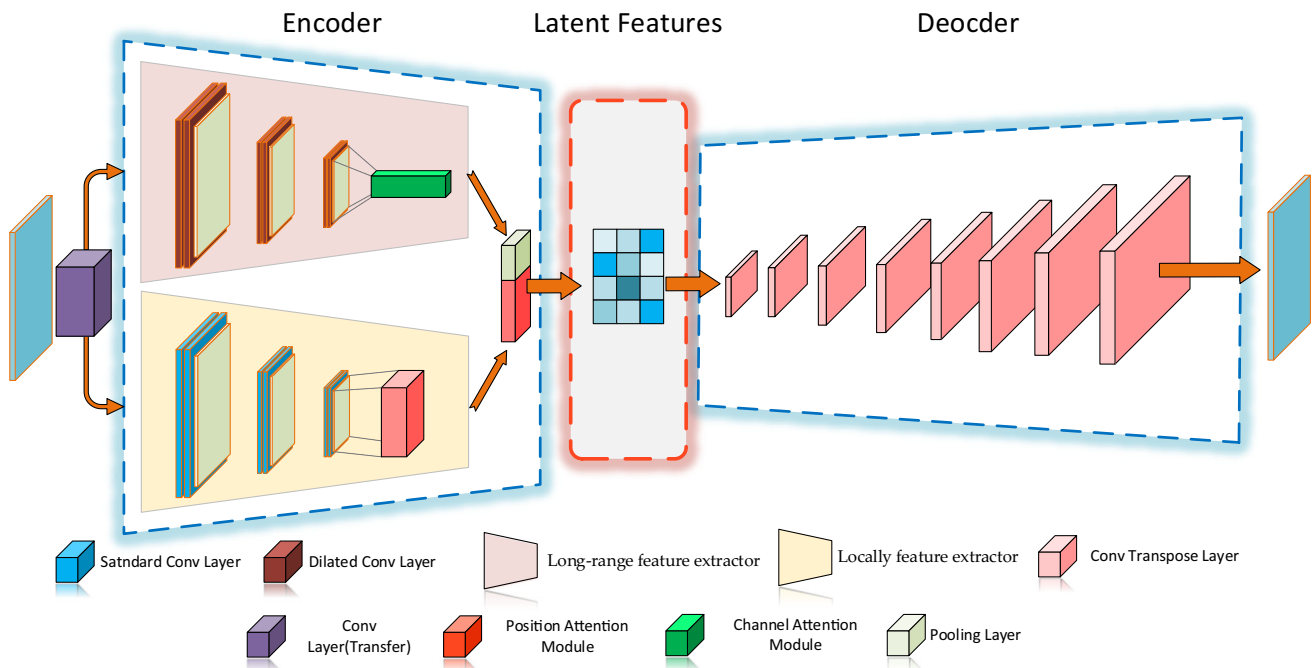 Encoder
Latent Features
Deocder
Satndard Conv Layer
Dilated Conv Layer
Long-range feature extractor
Locally feature extractor
Conv Transpose Layer
Conv
Layer(Transfer)
Position Attention
Module
Channel Attention
Module
Pooling Layer